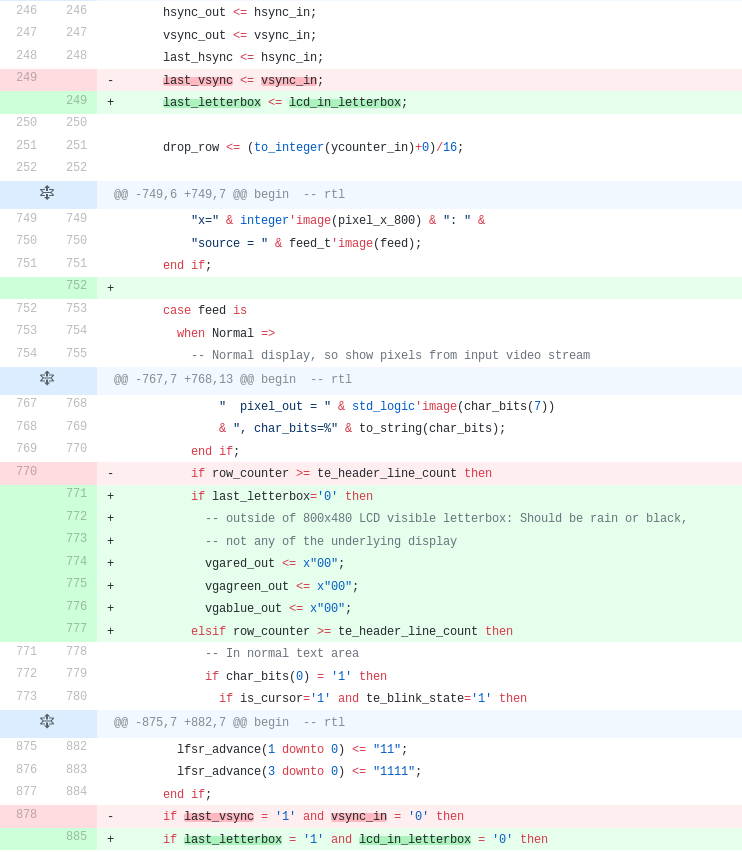 246 246 hsync_out <= hsync_in;
247 247 vsync_out <= vsync_in;
248 248 last_hsync <= hsync_in;
249 - last_vsync <= vsync_in;
249 + last_letterbox <= lcd_in_letterbox;
250 250
251 251 drop_row <= (to_integer(ycounter_in)+0)/16;
252 252
@@ -749,6 +749,7 @@ begin -- rtl
749 749 "x=" & integer'image(pixel_x_800) & ": " &
750 750 "source = " & feed_t'image(feed);
751 751 end if;
752 +
752 753 case feed is
753 754 when Normal =>
754 755 -- Normal display, so show pixels from input video stream
@@ -767,7 +768,13 @@ begin -- rtl
767 768 " pixel_out = " & std_logic'image(char_bits(7))
768 769 & ", char_bits=%" & to_string(char_bits);
769 770 end if;
770 - if row_counter >= te_header_line_count then
771 + if last_letterbox='0' then
772 + -- outside of 800x480 LCD visible letterbox: Should be rain or black,
773 + -- not any of the underlying display
774 + vgared_out <= x"00";
775 + vgagreen_out <= x"00";
776 + vgablue_out <= x"00";
777 + elsif row_counter >= te_header_line_count then
771 778 -- In normal text area
772 779 if char_bits(0) = '1' then
773 780 if is_cursor='1' and te_blink_state='1' then
@@ -875,7 +882,7 @@ begin -- rtl
875 882 lfsr_advance(1 downto 0) <= "11";
876 883 lfsr_advance(3 downto 0) <= "1111";
877 884 end if;
878 - if last_vsync = '1' and vsync_in = '0' then
885 + if last_letterbox = '1' and lcd_in_letterbox = '0' then